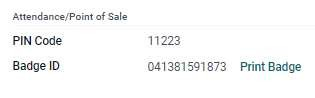 Attendance/Point of Sale
PIN Code 11223
Badge ID 041381591873 Print Badge